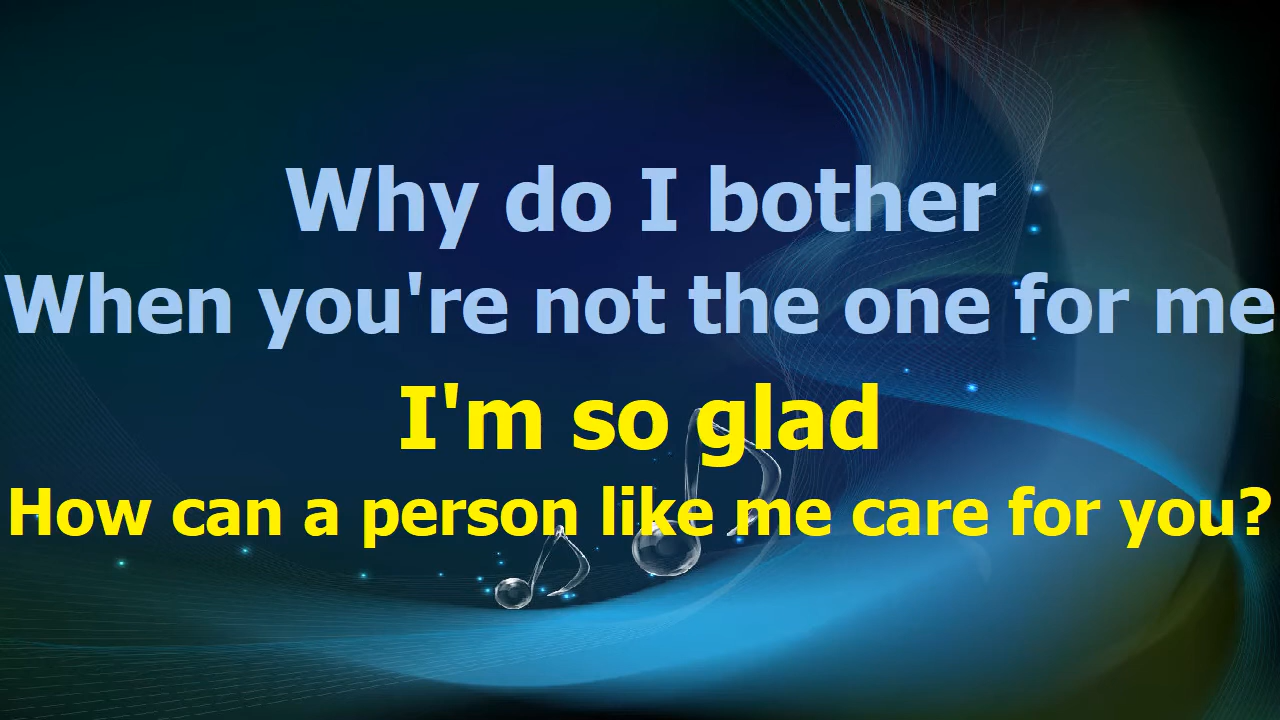 Why do I bother
When you're not the one for me
I'm so glad
How can a person like me care for you?